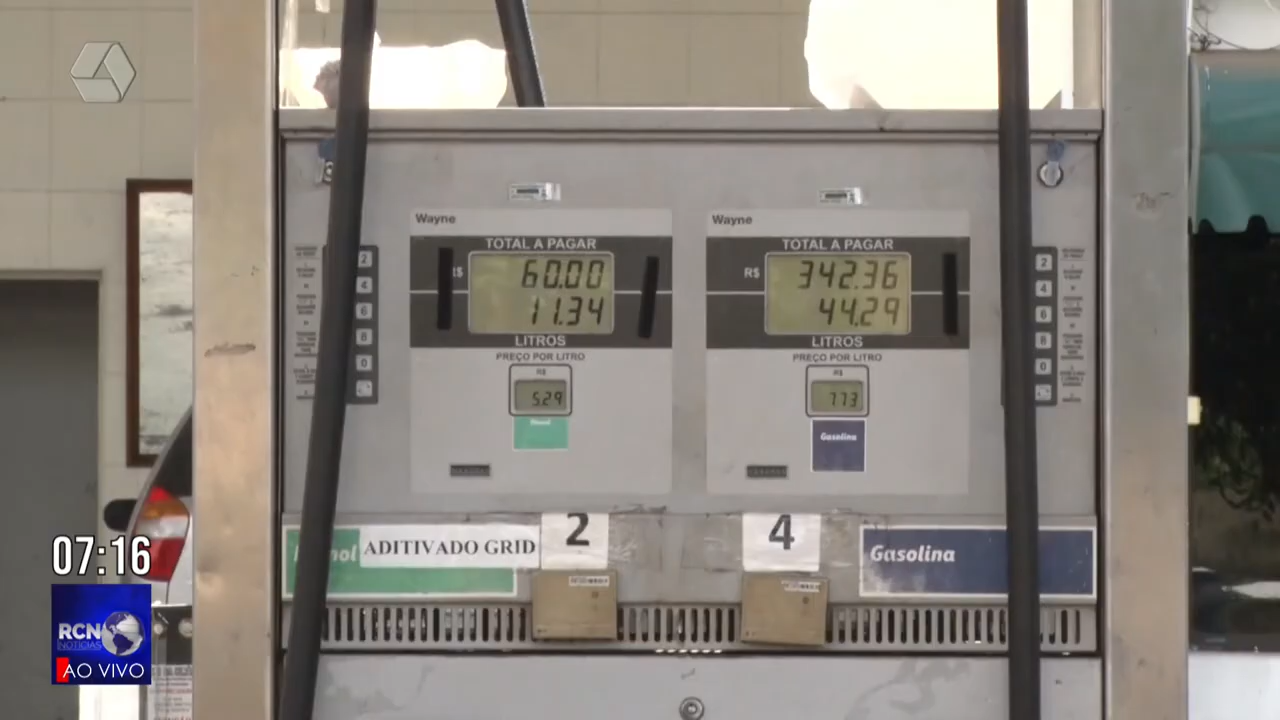 Wayne
TOTAL A PAGAR
R$ 60.00
11.34
LITROS
PREÇO POR LITRO
R$
5.29
2
4
6
8
0
Wayne
TOTAL A PAGAR
R$ 342.36
44.29
LITROS
PREÇO POR LITRO
R$
7.73
Gasolina
2
4
6
8
0
nol
ADITIVADO GRID
2
4
Gasolina
07:16
RCN
NOTÍCIAS
AO VIVO